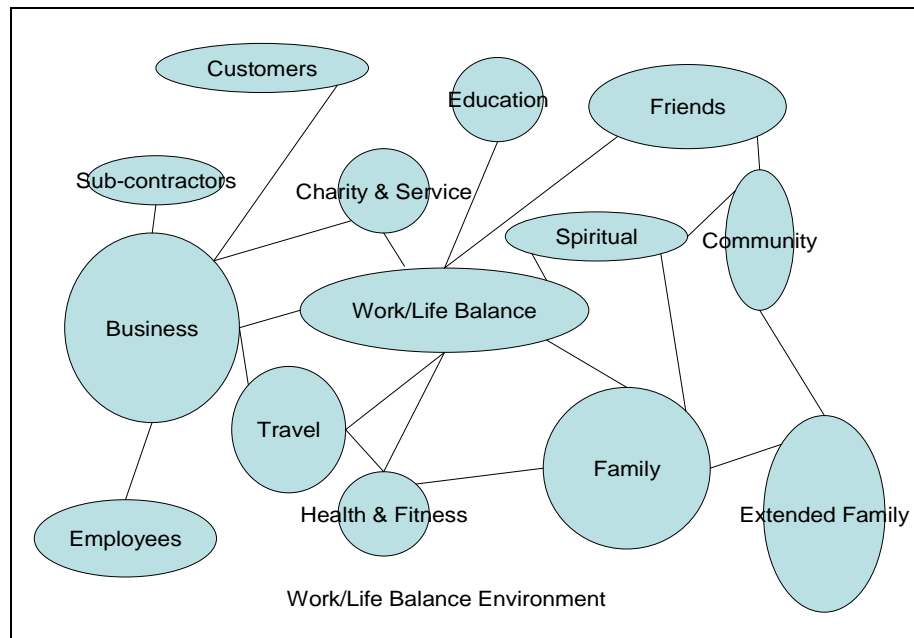 Customers
Education
Friends
Sub-contractors
Charity & Service
Spiritual
Community
Work/Life Balance
Business
Travel
Family
Health & Fitness
Extended Family
Employees
Work/Life Balance Environment